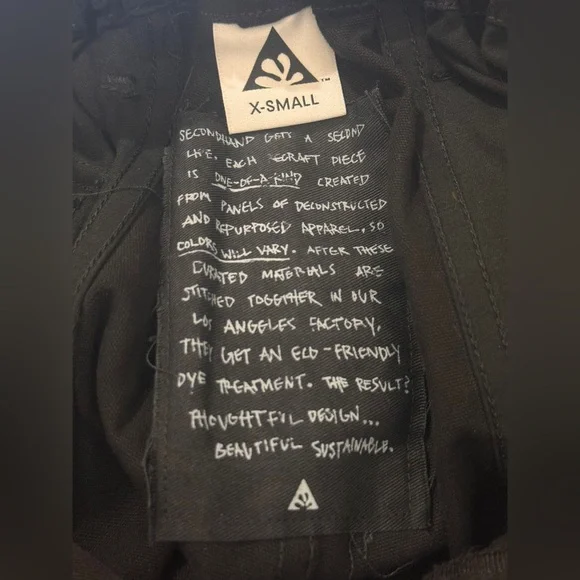 ™
X-SMALL
SECONDHAND GETS A SECOND
LIFE. EACH RECRAFT PIECE
IS ONE-OF-A-KIND CREATED
FROM PANELS OF DECONSTRUCTED
AND REPURPOSED APPAREL, SO
COLORS WILL VARY. AFTER THESE
CURATED MATERIALS ARE
STITCHED TOGETHER IN OUR
LOS ANGELES FACTORY,
THEY GET AN ECO-FRIENDLY
DYE TREATMENT. THE RESULT?
THOUGHTFUL DESIGN...
BEAUTIFUL SUSTAINABLE.